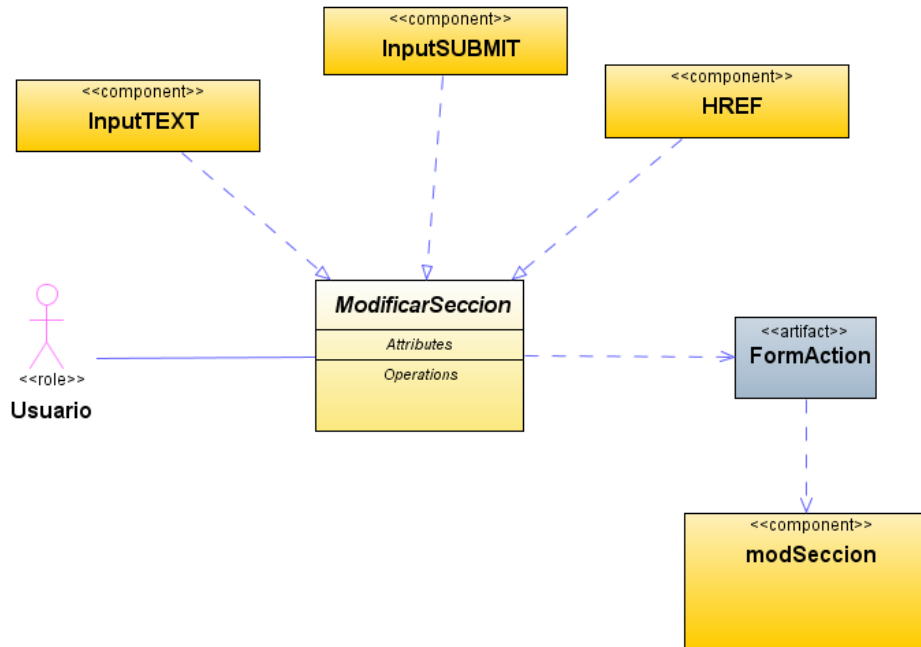 <<component>>
InputSUBMIT
<<component>>
InputTEXT
<<component>>
HREF
ModificarSeccion
Attributes
Operations
<<role>>
Usuario
<<artifact>>
FormAction
<<component>>
modSeccion